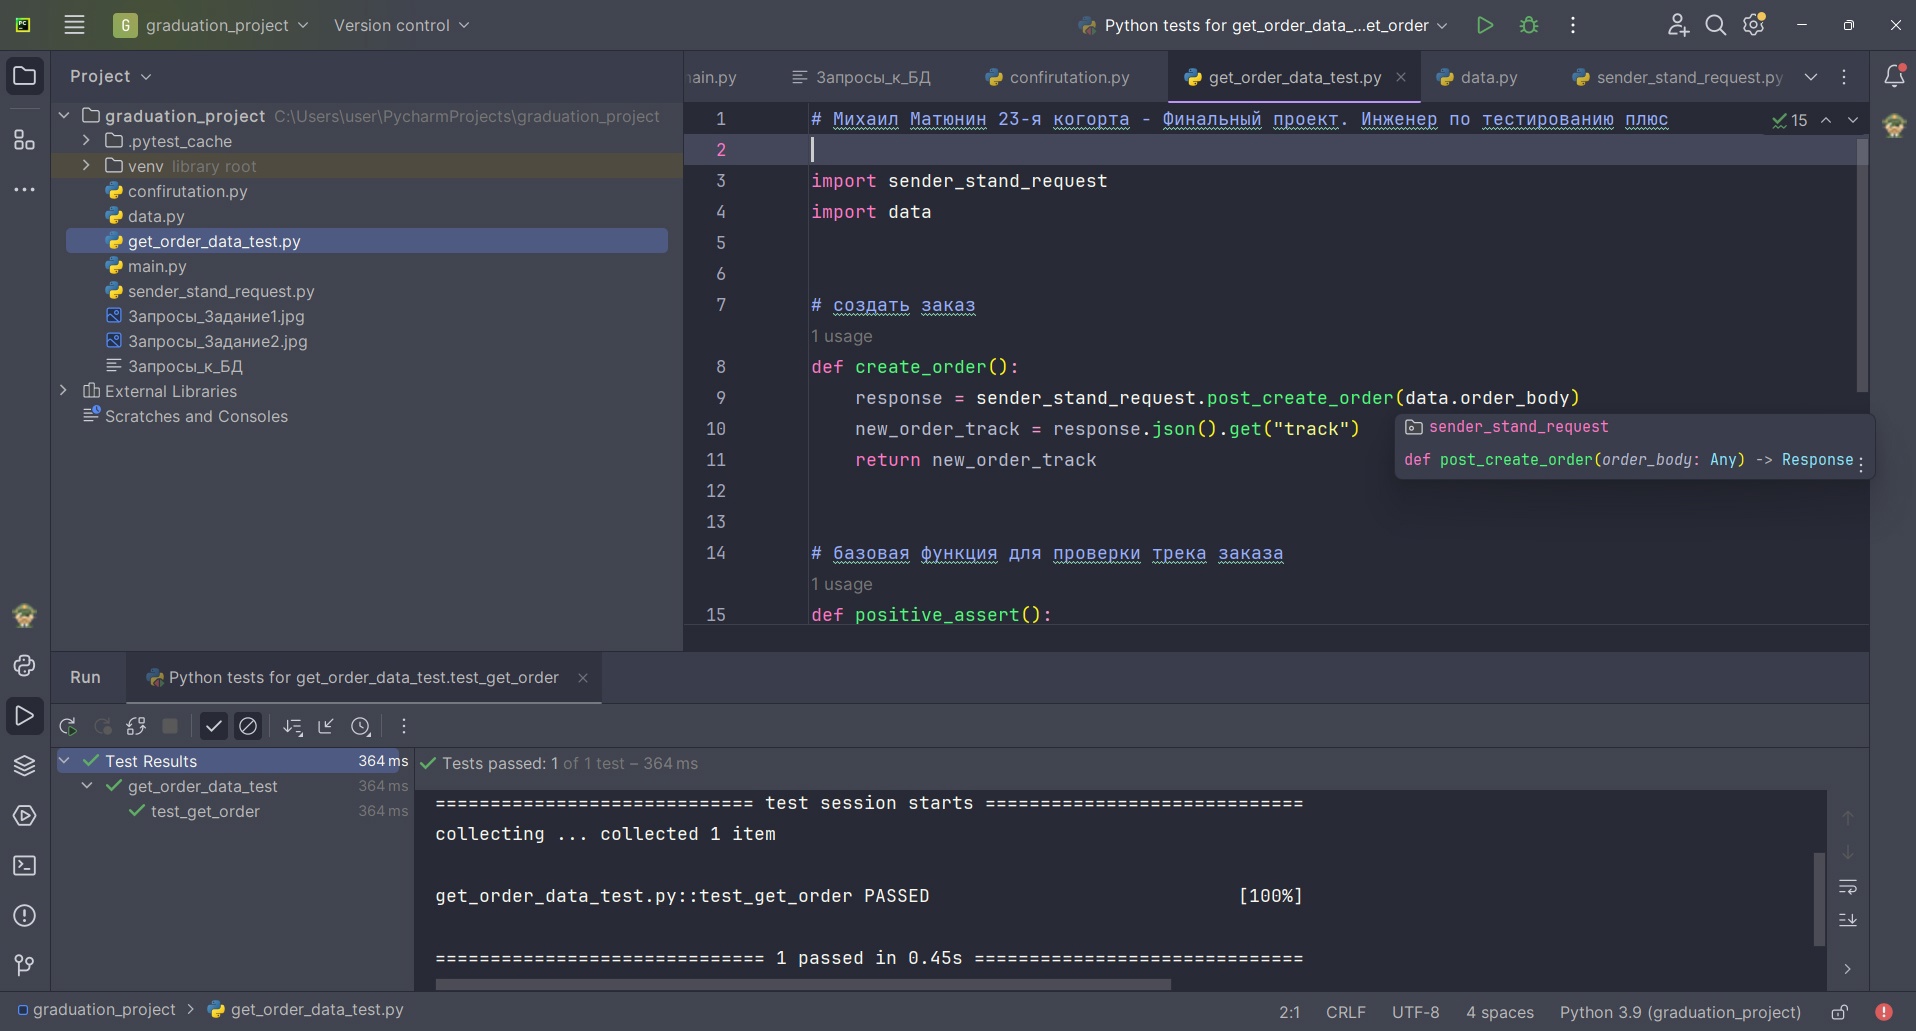 G graduation_project Version control Python tests for get_order_data_...et_order
Project
graduation_project C:\Users\user\PycharmProjects\graduation_project
.pytest_cache
venv library root
confirutation.py
data.py
get_order_data_test.py
main.py
sender_stand_request.py
Запросы_Задание1.jpg
Запросы_Задание2.jpg
Запросы_к_БД
External Libraries
Scratches and Consoles
ain.py Запросы_к_БД confirutation.py get_order_data_test.py data.py sender_stand_request.py
1 # Михаил Матюнин 23-я когорта - Финальный проект. Инженер по тестированию плюс 15
2
3 import sender_stand_request
4 import data
5
6
7 # создать заказ
1 usage
8 def create_order():
9 response = sender_stand_request.post_create_order(data.order_body)
10 new_order_track = response.json().get("track")
11 return new_order_track
12
13
14 # базовая функция для проверки трека заказа
1 usage
15 def positive_assert():
sender_stand_request
def post_create_order(order_body: Any) -> Response
Run Python tests for get_order_data_test.test_get_order
Test Results 364 ms
get_order_data_test 364 ms
test_get_order 364 ms
Tests passed: 1 of 1 test – 364 ms
============================= test session starts =============================
collecting ... collected 1 item
get_order_data_test.py::test_get_order PASSED [100%]
============================== 1 passed in 0.45s ==============================
graduation_project > get_order_data_test.py 2:1 CRLF UTF-8 4 spaces Python 3.9 (graduation_project)